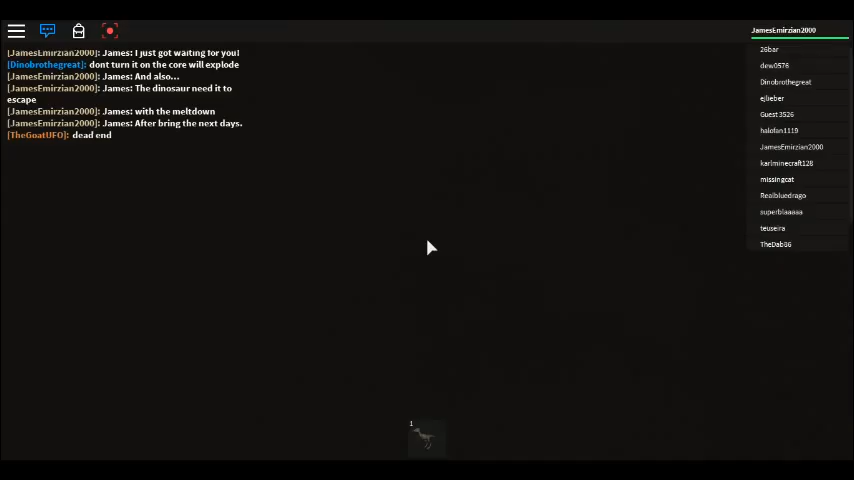 JamesEmirzian2000
[JamesEmirzian2000]: James: I just got waiting for you!
[Dinobrothegreat]: dont turn it on the core will explode
[JamesEmirzian2000]: James: And also...
[JamesEmirzian2000]: James: The dinosaur need it to
escape
[JamesEmirzian2000]: James: with the meltdown
[JamesEmirzian2000]: James: After bring the next days.
[TheGoatUFO]: dead end
26bar
dew0576
Dinobrothegreat
ejlieber
Guest 3526
halofan1119
JamesEmirzian2000
karlminecraft128
missingcat
Realbluedrago
superblaaaaa
teuseira
TheDab86
1